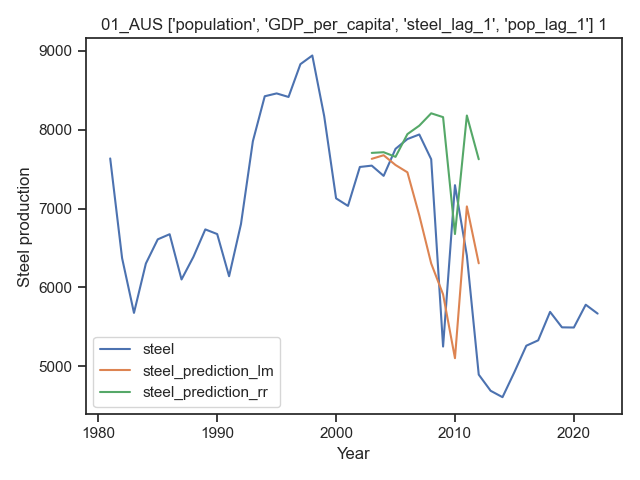 01_AUS ['population', 'GDP_per_capita', 'steel_lag_1', 'pop_lag_1'] 1
9000
8000
7000
6000
5000
Steel production
steel
steel_prediction_lm
steel_prediction_rr
1980 1990 2000 2010 2020
Year